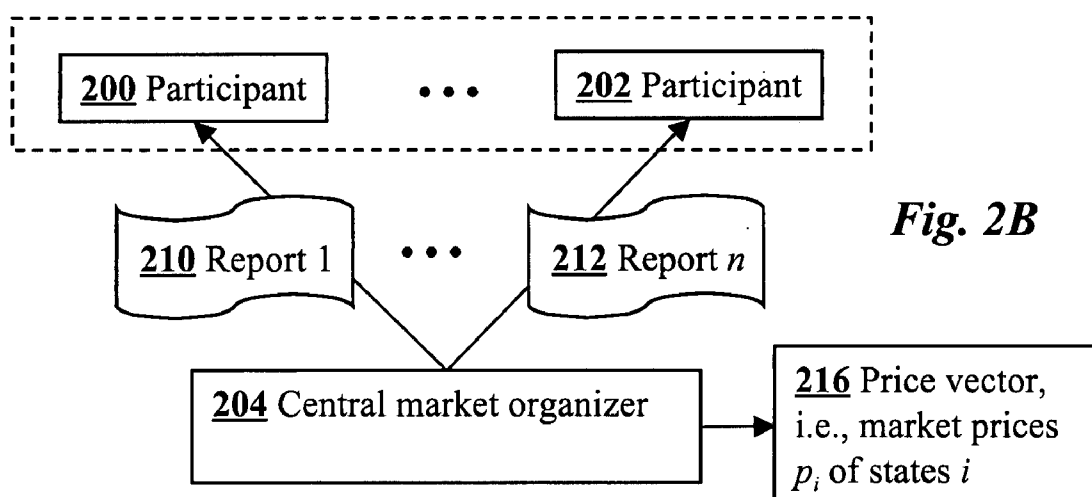 200 Participant
• • •
202 Participant
210 Report 1
• • •
212 Report n
Fig. 2B
204 Central market organizer
216 Price vector,
i.e., market prices
p_i of states i